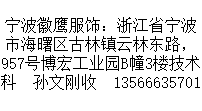 宁波徽鹰服饰：浙江省宁波
市海曙区古林镇云林东路，
957号博宏工业园B幢3楼技术
科　孙文刚收　13566635701